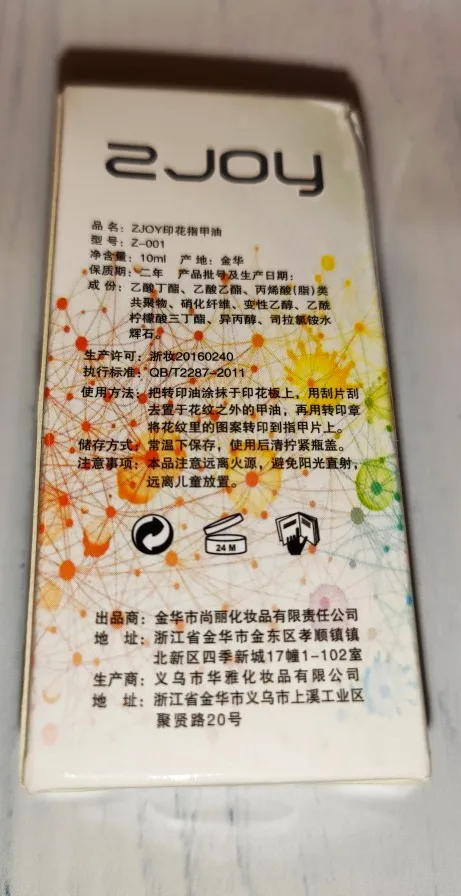 ZJOY
品 名：ZJOY印花指甲油
型 号：Z-001
净含量：10ml 产 地：金华
保质期：二年 产品批号及生产日期：
成 份：乙酸丁酯、乙酸乙酯、丙烯酸(脂)类
共聚物、硝化纤维、变性乙醇、乙酰
柠檬酸三丁酯、异丙醇、司拉氯铵水
辉石。
生产许可：浙妆20160240
执行标准：QB/T2287-2011
使用方法：把转印油涂抹于印花板上，用刮片刮
去置于花纹之外的甲油，再用转印章
将花纹里的图案转印到指甲片上。
储存方式：常温下保存，使用后清拧紧瓶盖。
注意事项：本品注意远离火源，避免阳光直射，
远离儿童放置。
24 M
出品商：金华市尚丽化妆品有限责任公司
地 址：浙江省金华市金东区孝顺镇镇
北新区四季新城17幢1-102室
生产商：义乌市华雅化妆品有限公司
地 址：浙江省金华市义乌市上溪工业区
聚贤路20号